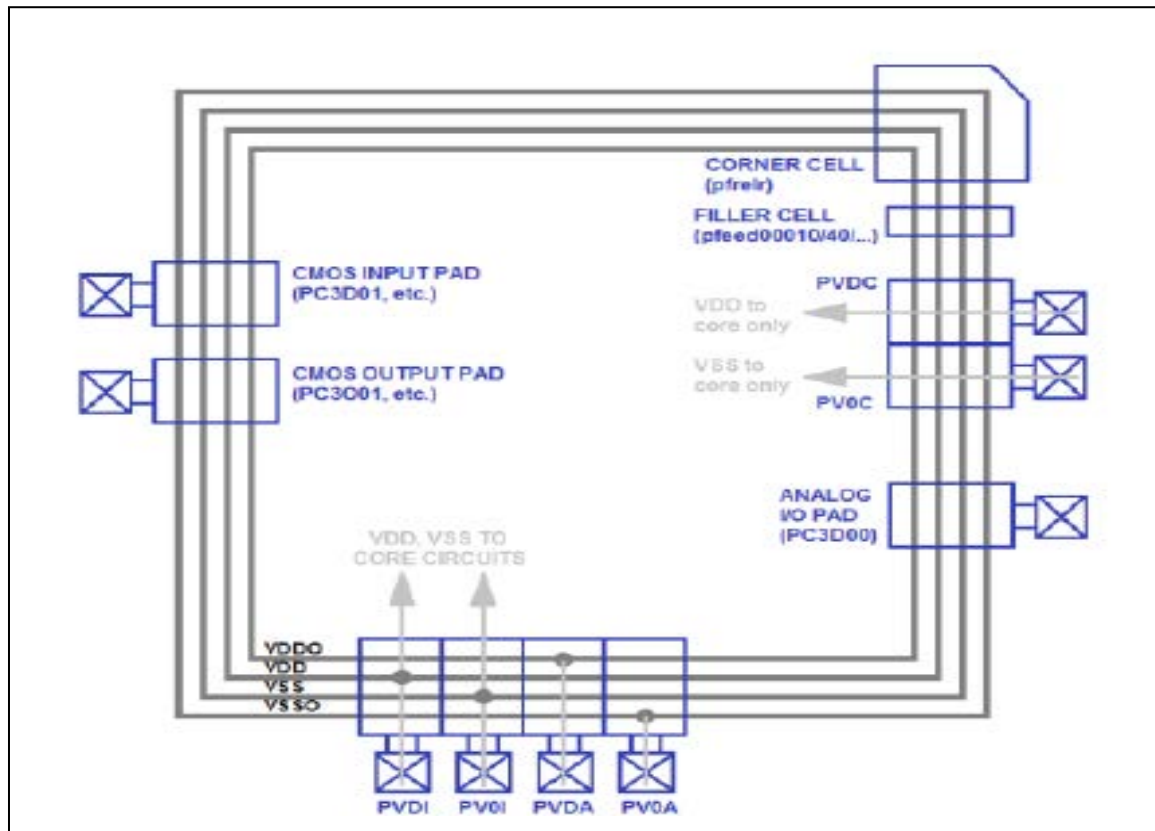 CORNER CELL
(pfrelr)
FILLER CELL
(pfeed00010/40/...)
CMOS INPUT PAD
(PC3D01, etc.)
PVDC
VDD to
core only
CMOS OUTPUT PAD
(PC3O01, etc.)
VSS to
core only
PV0C
ANALOG
I/O PAD
(PC3D00)
VDD, VSS TO
CORE CIRCUITS
VDDO
VDD
VSS
VSSO
PVDI
PV0I
PVDA
PV0A